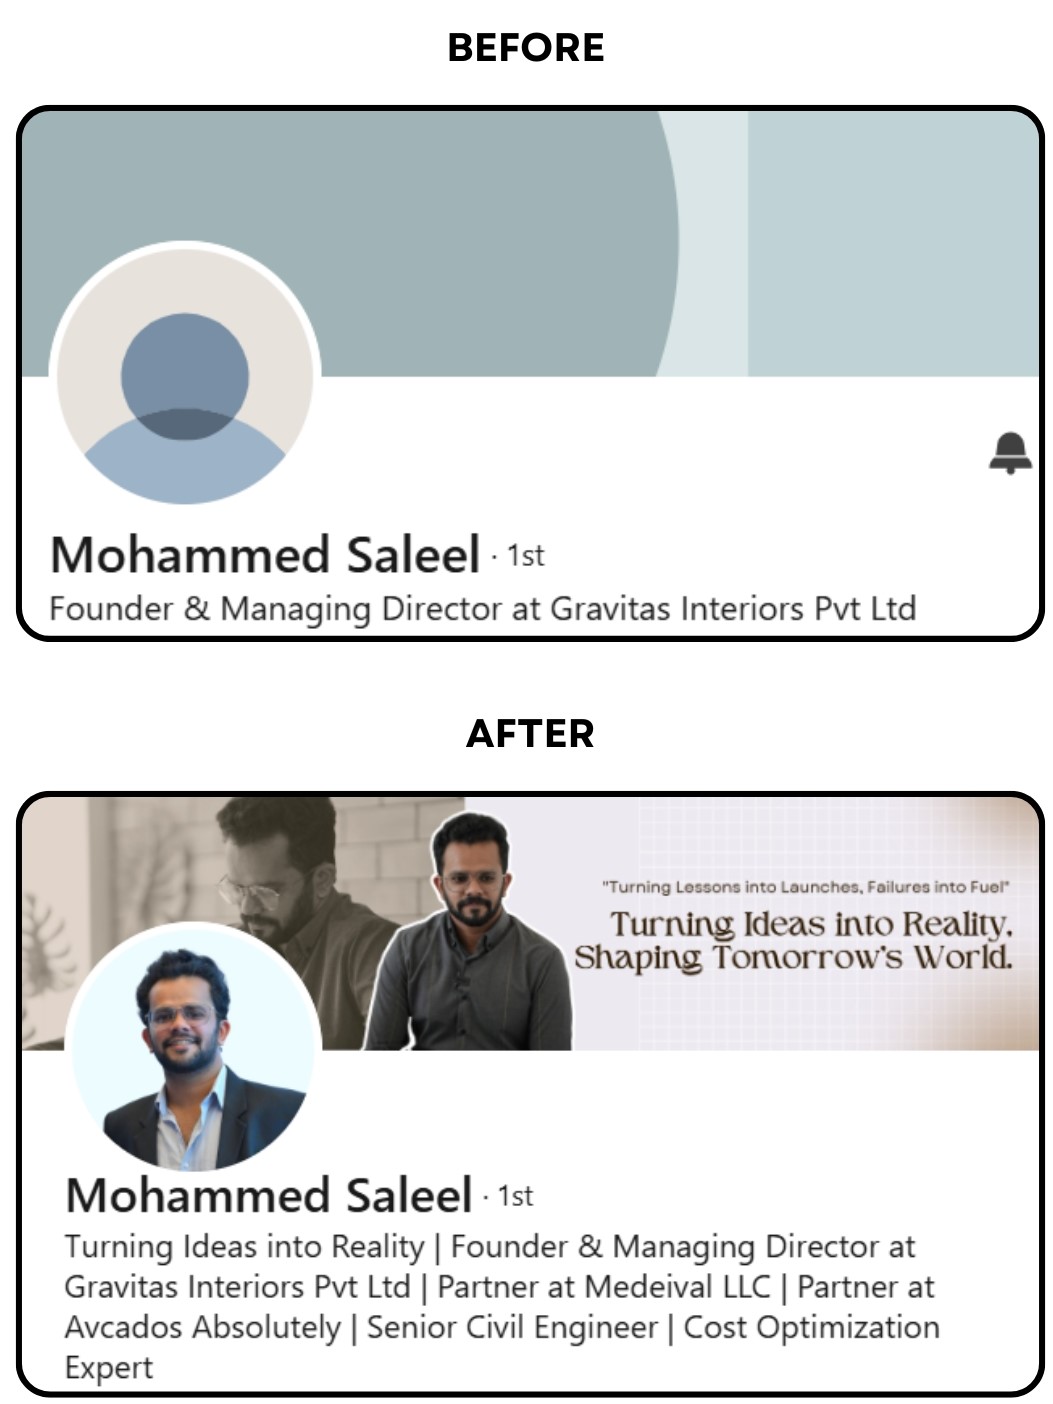 BEFORE
Mohammed Saleel · 1st
Founder & Managing Director at Gravitas Interiors Pvt Ltd
AFTER
"Turning Lessons into Launches, Failures into Fuel"
Turning Ideas into Reality,
Shaping Tomorrow's World.
Mohammed Saleel · 1st
Turning Ideas into Reality | Founder & Managing Director at
Gravitas Interiors Pvt Ltd | Partner at Medeival LLC | Partner at
Avcados Absolutely | Senior Civil Engineer | Cost Optimization
Expert